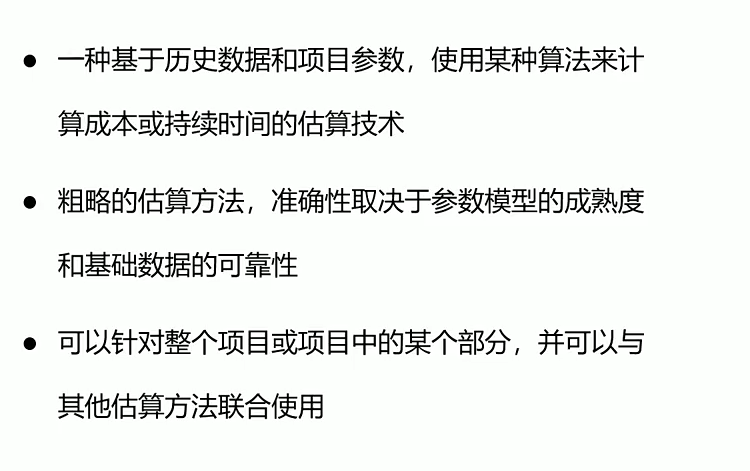 ● 一种基于历史数据和项目参数，使用某种算法来计
算成本或持续时间的估算技术
● 粗略的估算方法，准确性取决于参数模型的成熟度
和基础数据的可靠性
● 可以针对整个项目或项目中的某个部分，并可以与
其他估算方法联合使用